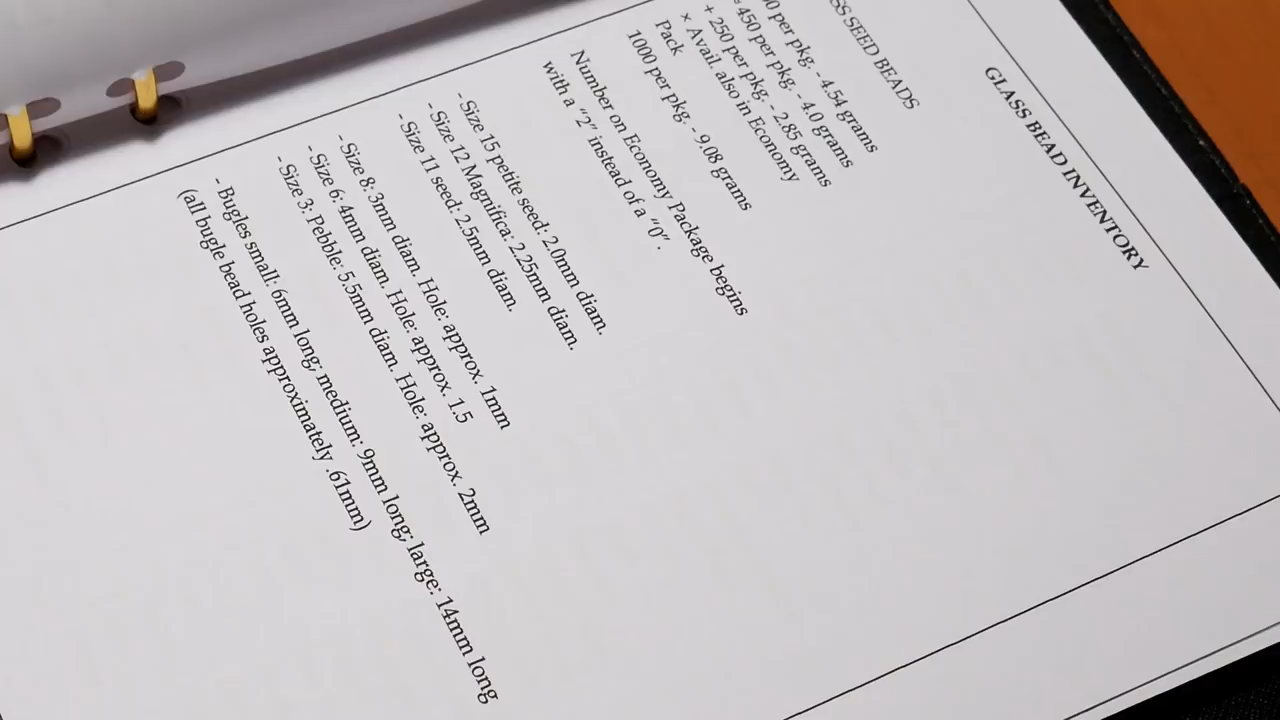 GLASS BEAD INVENTORY
SEED BEADS
per pkg. - 4.54 grams
450 per pkg. - 4.0 grams
+ 250 per pkg. - 2.85 grams
× Avail. also in Economy
Pack
1000 per pkg. - 9.08 grams
Number on Economy Package begins
with a "2" instead of a "0".
- Size 15 petite seed: 2.0mm diam.
- Size 12 Magnifica: 2.25mm diam.
- Size 11 seed: 2.5mm diam.
- Size 8: 3mm diam. Hole: approx. 1mm
- Size 6: 4mm diam. Hole: approx. 1.5
- Size 3: Pebble: 5.5mm diam. Hole: approx. 2mm
- Bugles small: 6mm long; medium: 9mm long; large: 14mm long
(all bugle bead holes approximately .61mm)